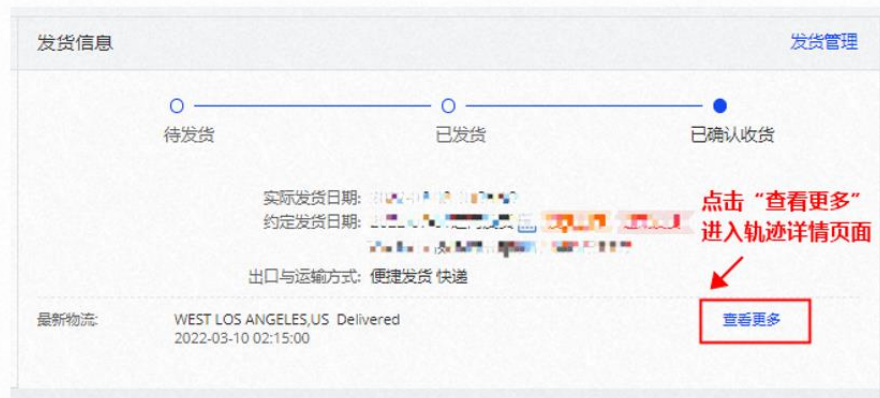 发货信息
发货管理
待发货
已发货
已确认收货
实际发货日期:
约定发货日期:
点击“查看更多”
进入轨迹详情页面
出口与运输方式: 便捷发货 快递
最新物流:
WEST LOS ANGELES,US Delivered
查看更多
2022-03-10 02:15:00